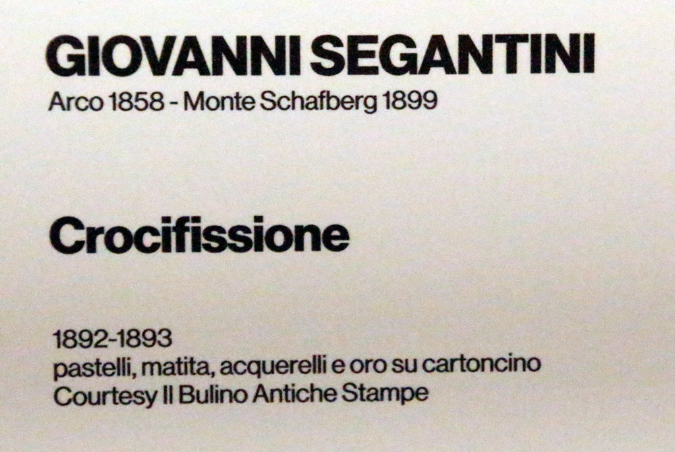 GIOVANNI SEGANTINI
Arco 1858 - Monte Schafberg 1899
Crocifissione
1892-1893
pastelli, matita, acquerelli e oro su cartoncino
Courtesy Il Bulino Antiche Stampe